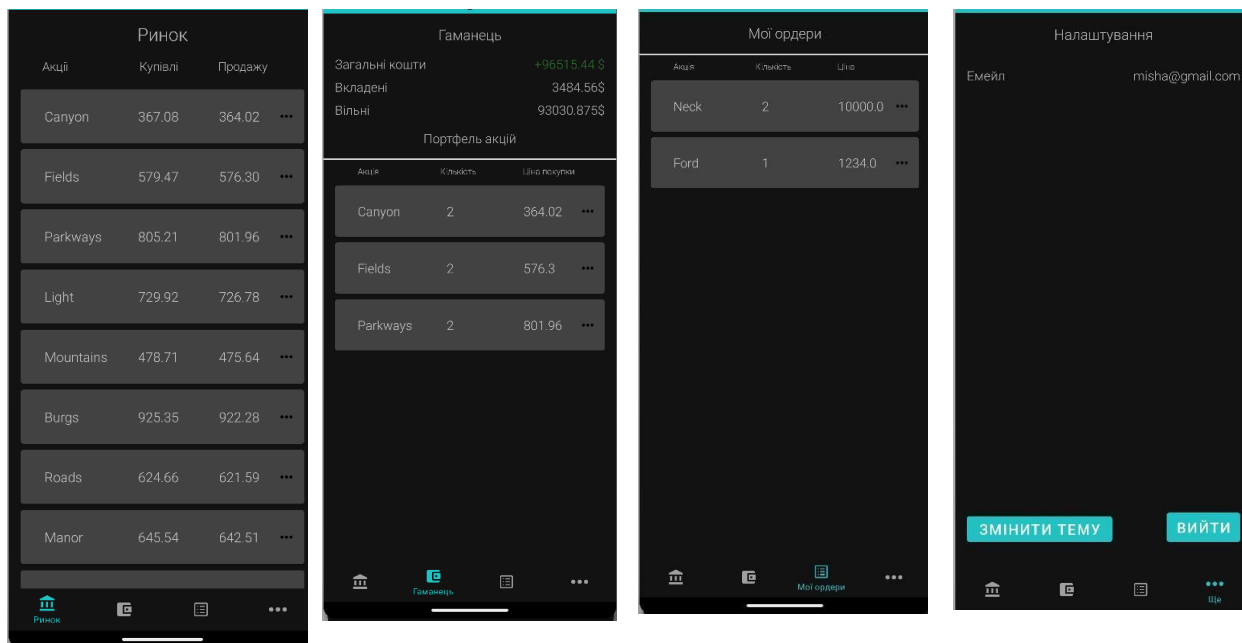 Ринок
Акції Купівлі Продажу
Canyon 367.08 364.02
Fields 579.47 576.30
Parkways 805.21 801.96
Light 729.92 726.78
Mountains 478.71 475.64
Burgs 925.35 922.28
Roads 624.66 621.59
Manor 645.54 642.51
Ринок
Гаманець
Загальні кошти +96515.44 $
Вкладені 3484.56$
Вільні 93030.875$
Портфель акцій
Акція Кількість Ціна покупки
Canyon 2 364.02
Fields 2 576.3
Parkways 2 801.96
Гаманець
Мої ордери
Акція Кількість Ціна
Neck 2 10000.0
Ford 1 1234.0
Мої ордери
Налаштування
Емейл misha@gmail.com
ЗМІНИТИ ТЕМУ ВИЙТИ
Ще